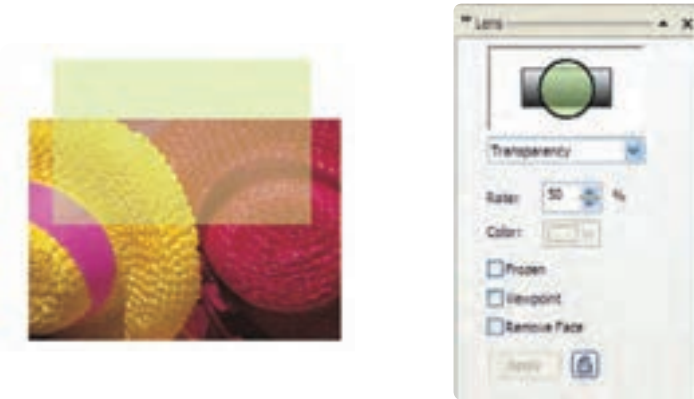 Lens
Transparency
Rate: 50 %
Color:
Frozen
Viewpoint
Remove Face
Apply